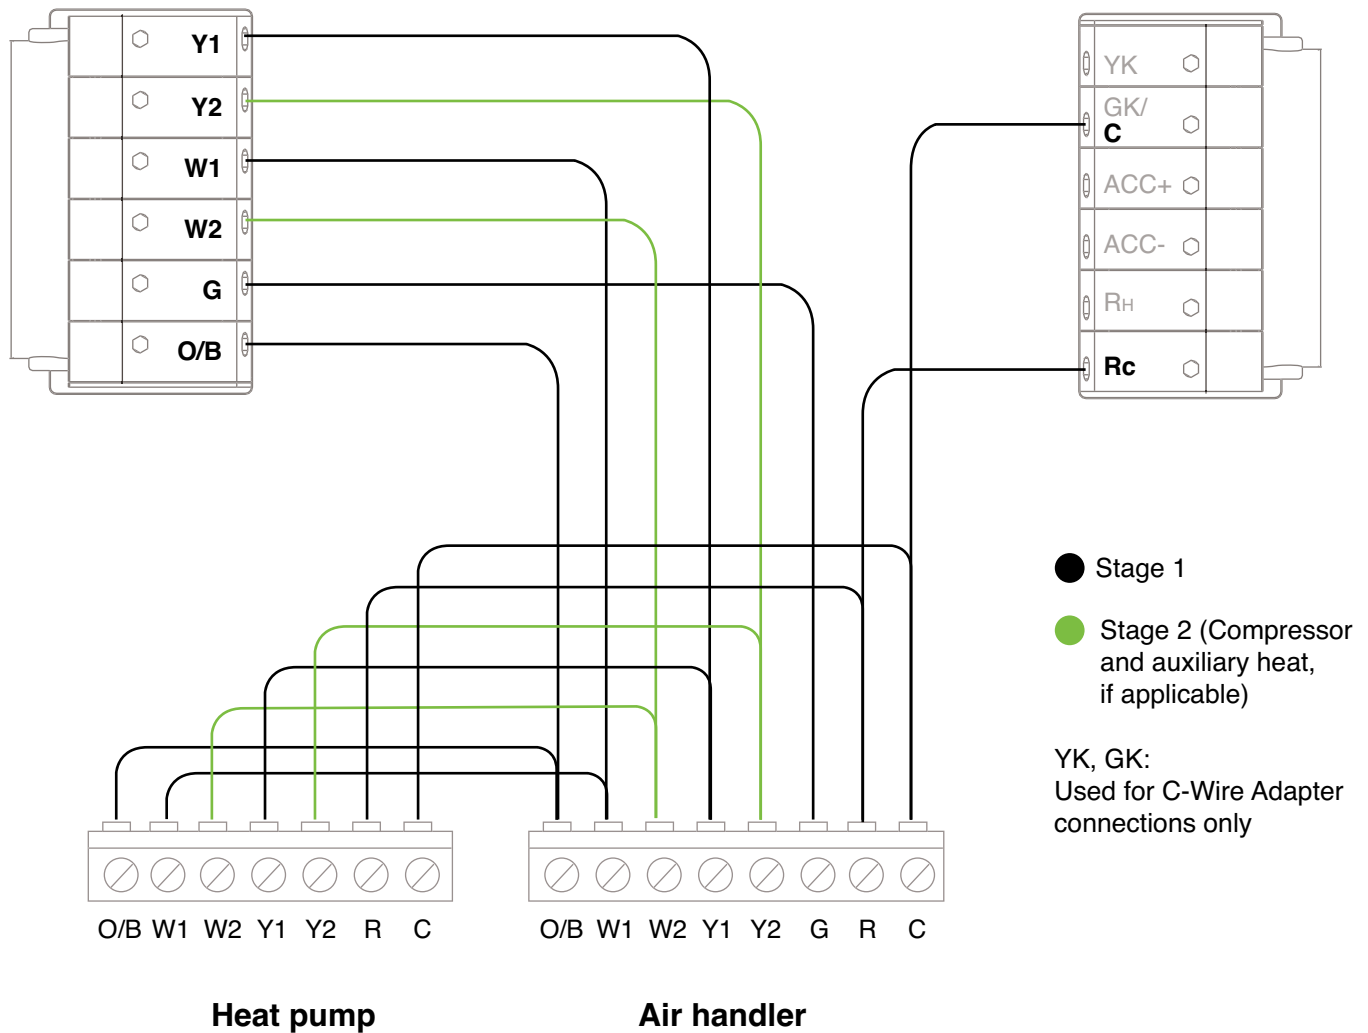 Y1
Y2
W1
W2
G
O/B
YK
GK/
C
ACC+
ACC-
RH
Rc
Stage 1
Stage 2 (Compressor
and auxiliary heat,
if applicable)
YK, GK:
Used for C-Wire Adapter
connections only
O/B W1 W2 Y1 Y2 R C
O/B W1 W2 Y1 Y2 G R C
Heat pump
Air handler